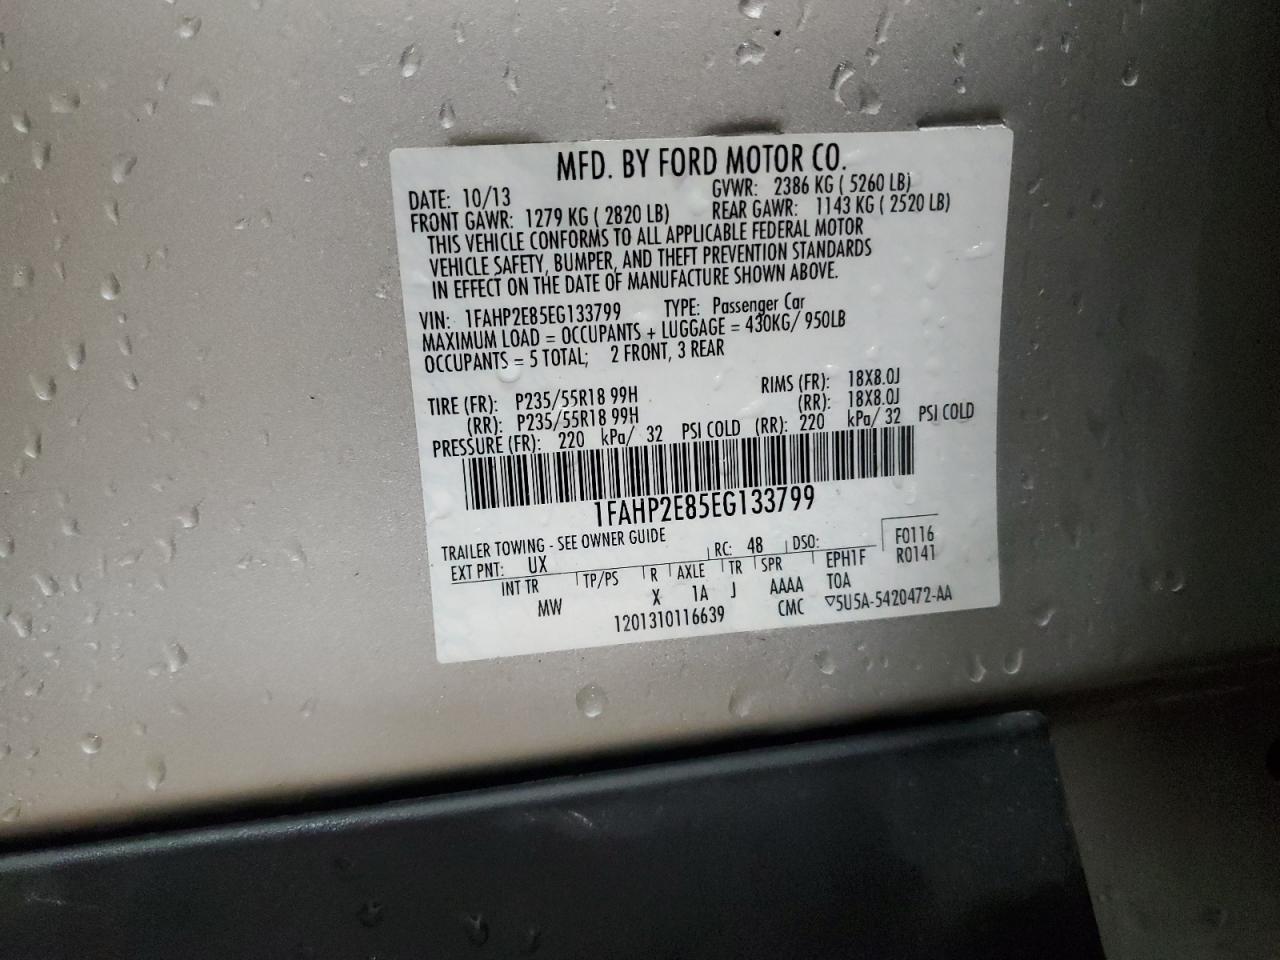 MFD. BY FORD MOTOR CO.
DATE: 10/13 GVWR: 2386 KG ( 5260 LB)
FRONT GAWR: 1279 KG ( 2820 LB) REAR GAWR: 1143 KG ( 2520 LB)
THIS VEHICLE CONFORMS TO ALL APPLICABLE FEDERAL MOTOR
VEHICLE SAFETY, BUMPER, AND THEFT PREVENTION STANDARDS
IN EFFECT ON THE DATE OF MANUFACTURE SHOWN ABOVE.
VIN: 1FAHP2E85EG133799 TYPE: Passenger Car
MAXIMUM LOAD = OCCUPANTS + LUGGAGE = 430KG/ 950LB
OCCUPANTS = 5 TOTAL; 2 FRONT, 3 REAR
TIRE (FR): P235/55R18 99H RIMS (FR): 18X8.0J
(RR): P235/55R18 99H (RR): 18X8.0J
PRESSURE (FR): 220 kPa/ 32 PSI COLD (RR): 220 kPa/ 32 PSI COLD
1FAHP2E85EG133799
TRAILER TOWING - SEE OWNER GUIDE
EXT PNT: UX RC: 48 DSO: F0116
INT TR TP/PS R AXLE TR SPR EPH1F R0141
MW X 1A J AAAA TOA
1201310116639 CMC ▽5U5A-5420472-AA